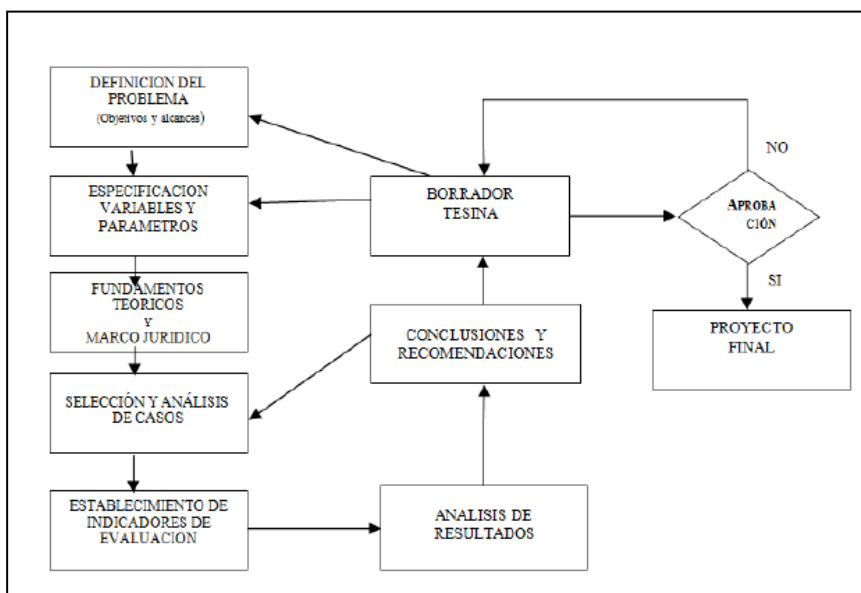 DEFINICION DEL
PROBLEMA
(Objetivos y alcances)
ESPECIFICACION
VARIABLES Y
PARAMETROS
FUNDAMENTOS
TEORICOS
Y
MARCO JURIDICO
SELECCIÓN Y ANÁLISIS
DE CASOS
ESTABLECIMIENTO DE
INDICADORES DE
EVALUACION
BORRADOR
TESINA
CONCLUSIONES Y
RECOMENDACIONES
ANALISIS DE
RESULTADOS
NO
APROBA
CIÓN
SI
PROYECTO
FINAL